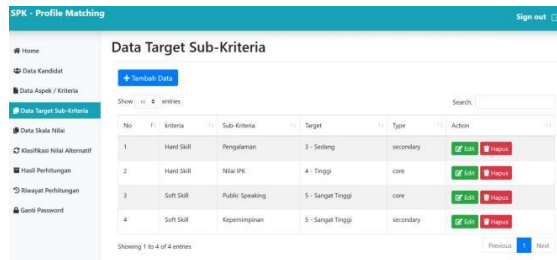 SPK - Profile Matching
Sign out
Home
Data Kandidat
Data Aspek / Kriteria
Data Target Sub-Kriteria
Data Skala Nilai
Klasifikasi Nilai Alternatif
Hasil Perhitungan
Riwayat Perhitungan
Ganti Password
Data Target Sub-Kriteria
+ Tambah Data
Show 10 entries
Search:
No kriteria Sub-Kriteria Target Type Action
1 Hard Skill Pengalaman 3 - Sedang secondary Edit Hapus
2 Hard Skill Nilai IPK 4 - Tinggi core Edit Hapus
3 Soft Skill Public Speaking 5 - Sangat Tinggi core Edit Hapus
4 Soft Skill Kepemimpinan 5 - Sangat Tinggi secondary Edit Hapus
Showing 1 to 4 of 4 entries
Previous 1 Next